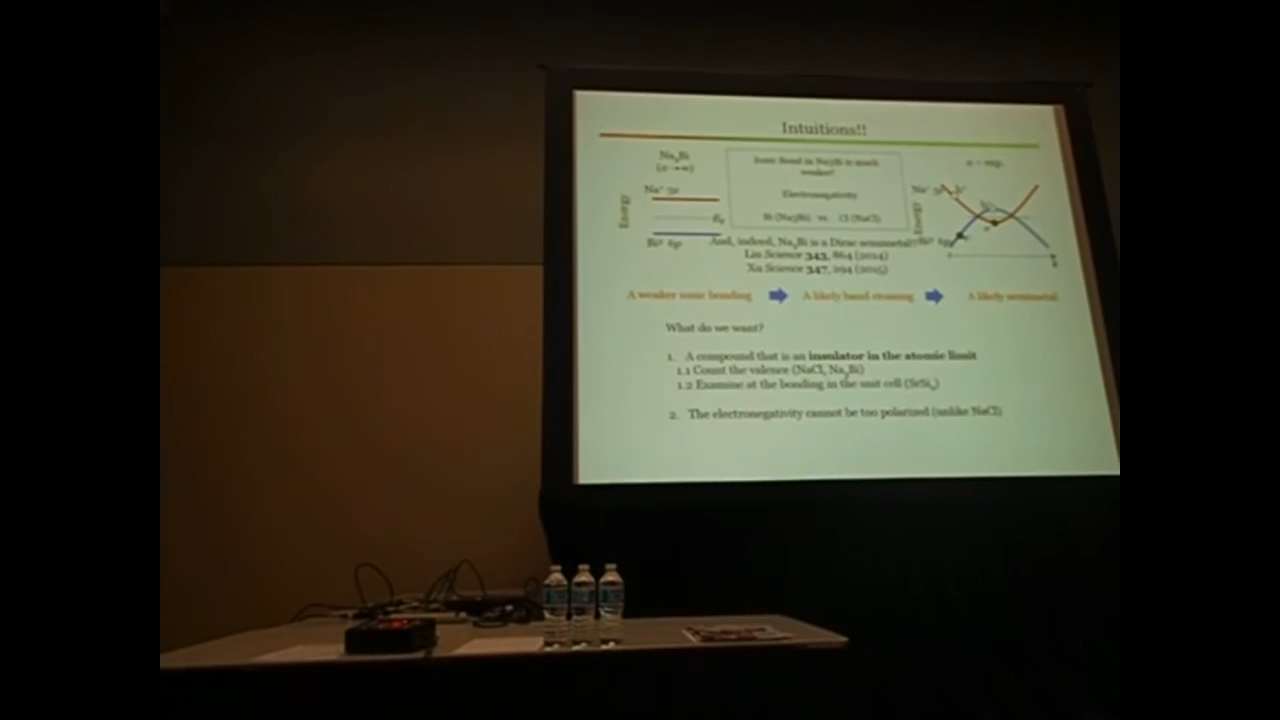 Intuitions!!
Na₃Bi
Ionic Bond in Na3Bi is much
weaker!
Electronegativity
Bi (Na3Bi) vs Cl (NaCl)
Energy
Na⁺ 3s
Energy
And, indeed, Na₃Bi is a Dirac semimetal!
Liu Science 343, 864 (2014)
Xu Science 347, 294 (2015)
A weaker ionic bonding
A likely band crossing
A likely semimetal
What do we want?
1. A compound that is an insulator in the atomic limit
1.1 Count the valence (NaCl, Na₃Bi)
1.2 Examine at the bonding in the unit cell (SrSi₂)
2. The electronegativity cannot be too polarized (unlike NaCl)